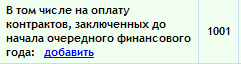 В том числе на оплату
контрактов, заключенных до
начала очередного финансового
года: добавить
1001